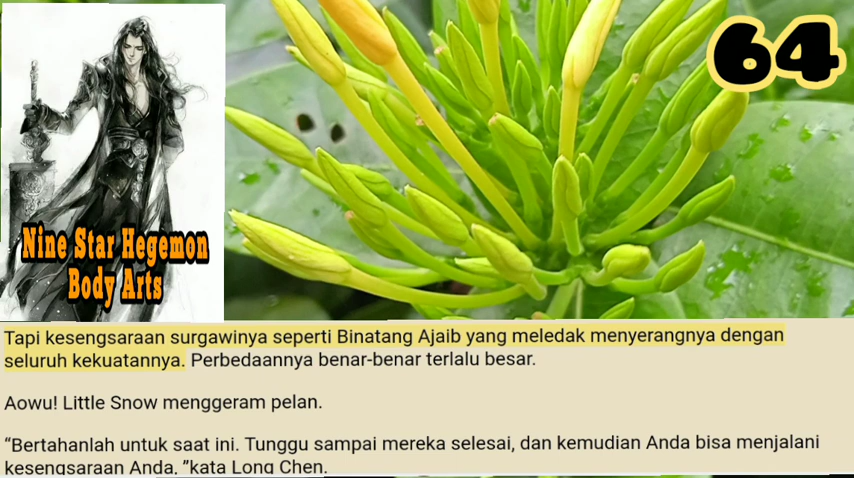 64
Nine Star Hegemon
Body Arts
Tapi kesengsaraan surgawinya seperti Binatang Ajaib yang meledak menyerangnya dengan
seluruh kekuatannya. Perbedaannya benar-benar terlalu besar.
Aowu! Little Snow menggeram pelan.
“Bertahanlah untuk saat ini. Tunggu sampai mereka selesai, dan kemudian Anda bisa menjalani
kesengsaraan Anda, ”kata Long Chen.